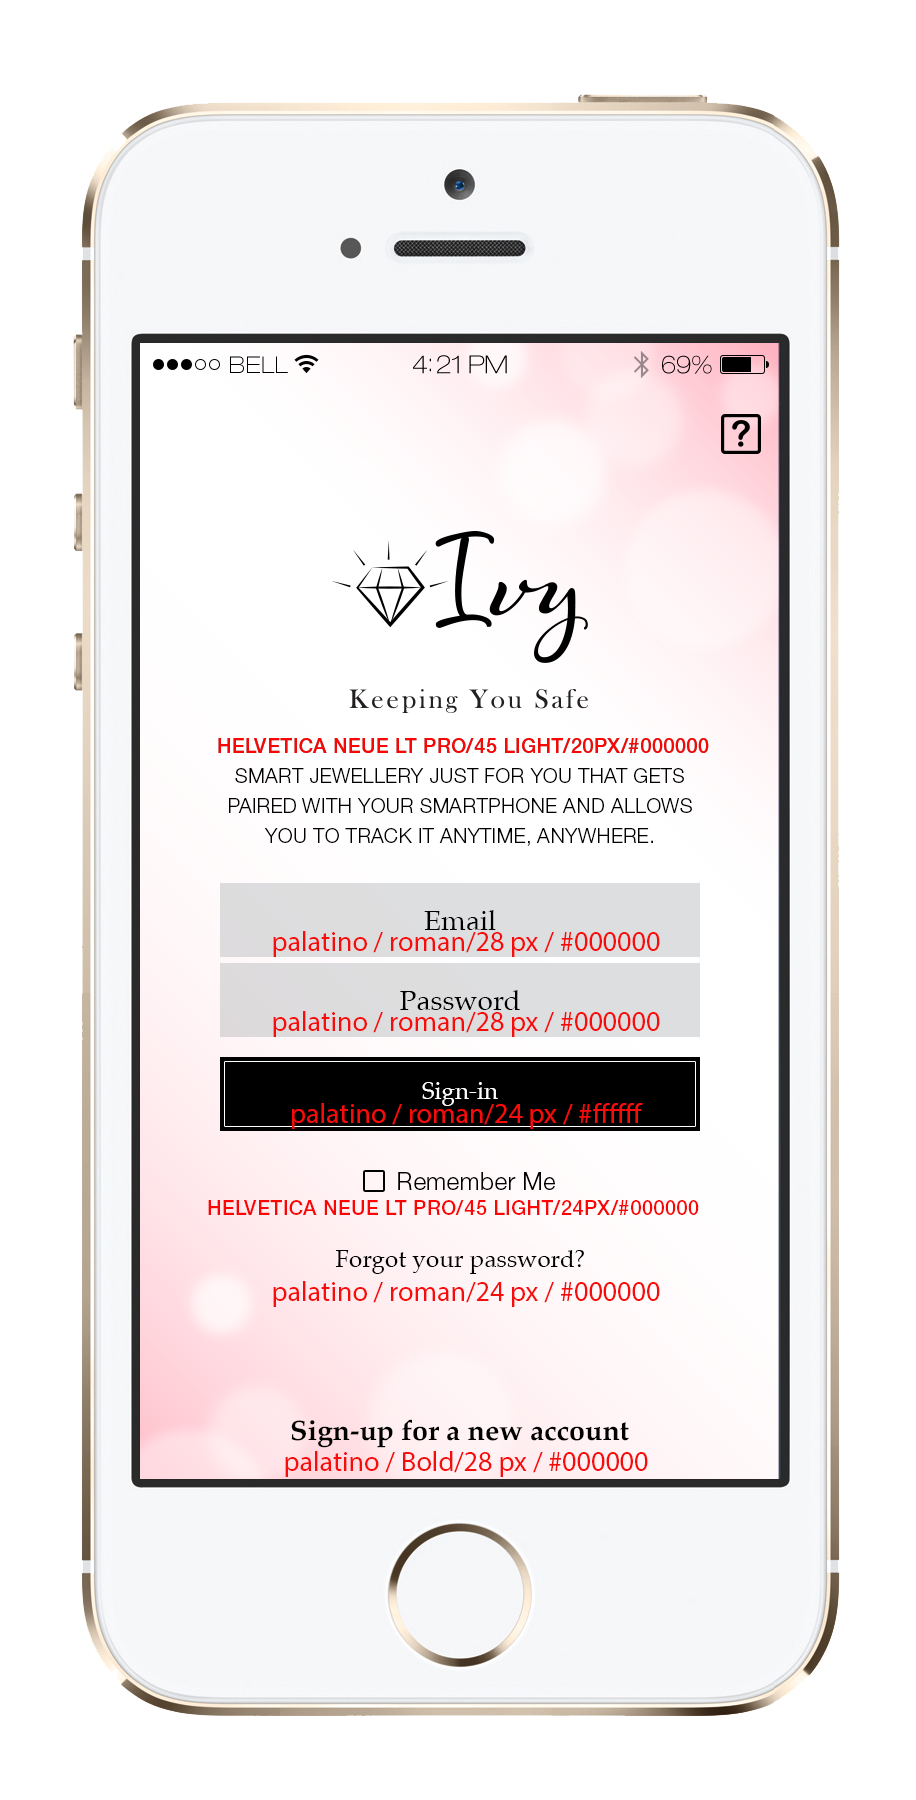 BELL 4:21 PM 69%
?
Ivy
Keeping You Safe
HELVETICA NEUE LT PRO/45 LIGHT/20PX/#000000
SMART JEWELLERY JUST FOR YOU THAT GETS
PAIRED WITH YOUR SMARTPHONE AND ALLOWS
YOU TO TRACK IT ANYTIME, ANYWHERE.
Email
palatino / roman/28 px / #000000
Password
palatino / roman/28 px / #000000
Sign-in
palatino / roman/24 px / #ffffff
Remember Me
HELVETICA NEUE LT PRO/45 LIGHT/24PX/#000000
Forgot your password?
palatino / roman/24 px / #000000
Sign-up for a new account
palatino / Bold/28 px / #000000